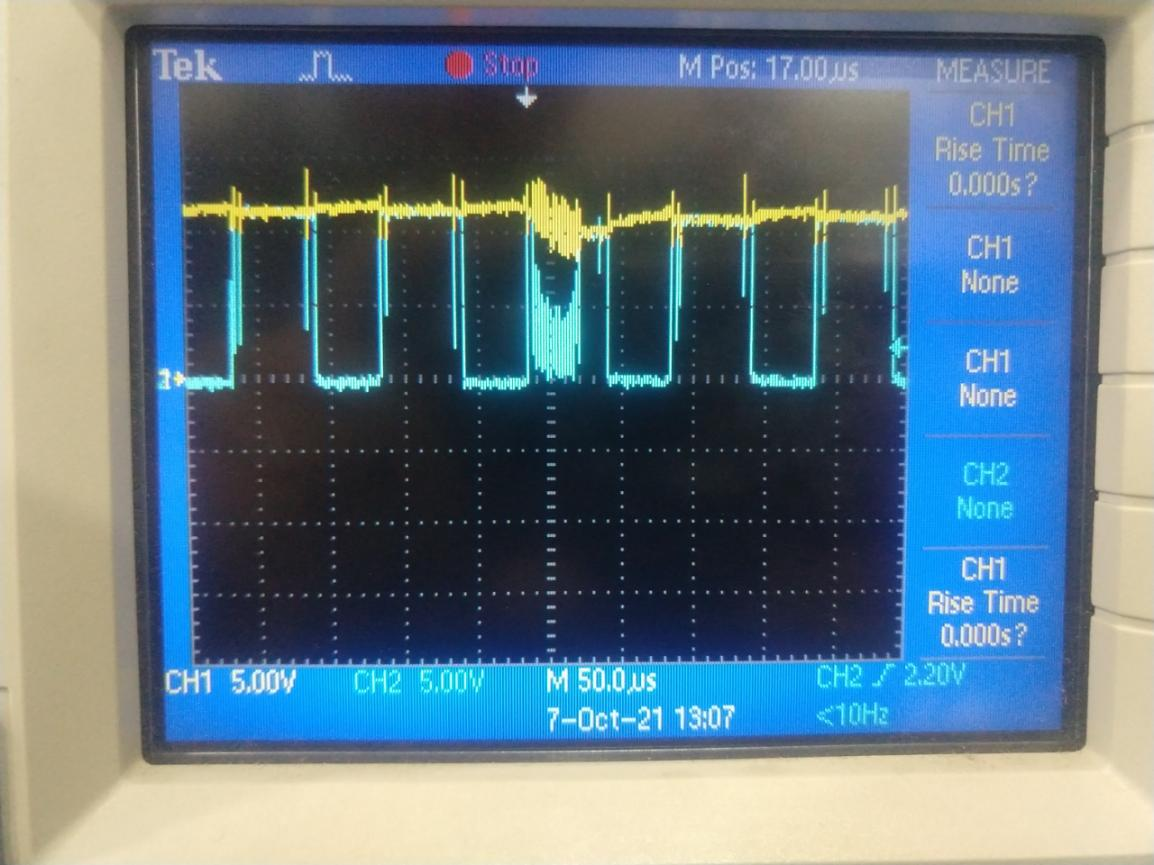 Tek Stop M Pos: 17.00µs MEASURE
CH1
Rise Time
0.000s?
CH1
None
CH1
None
CH2
None
CH1
Rise Time
0.000s?
CH1 5.00V CH2 5.00V M 50.0µs CH2 2.20V
7-Oct-21 13:07 <10Hz